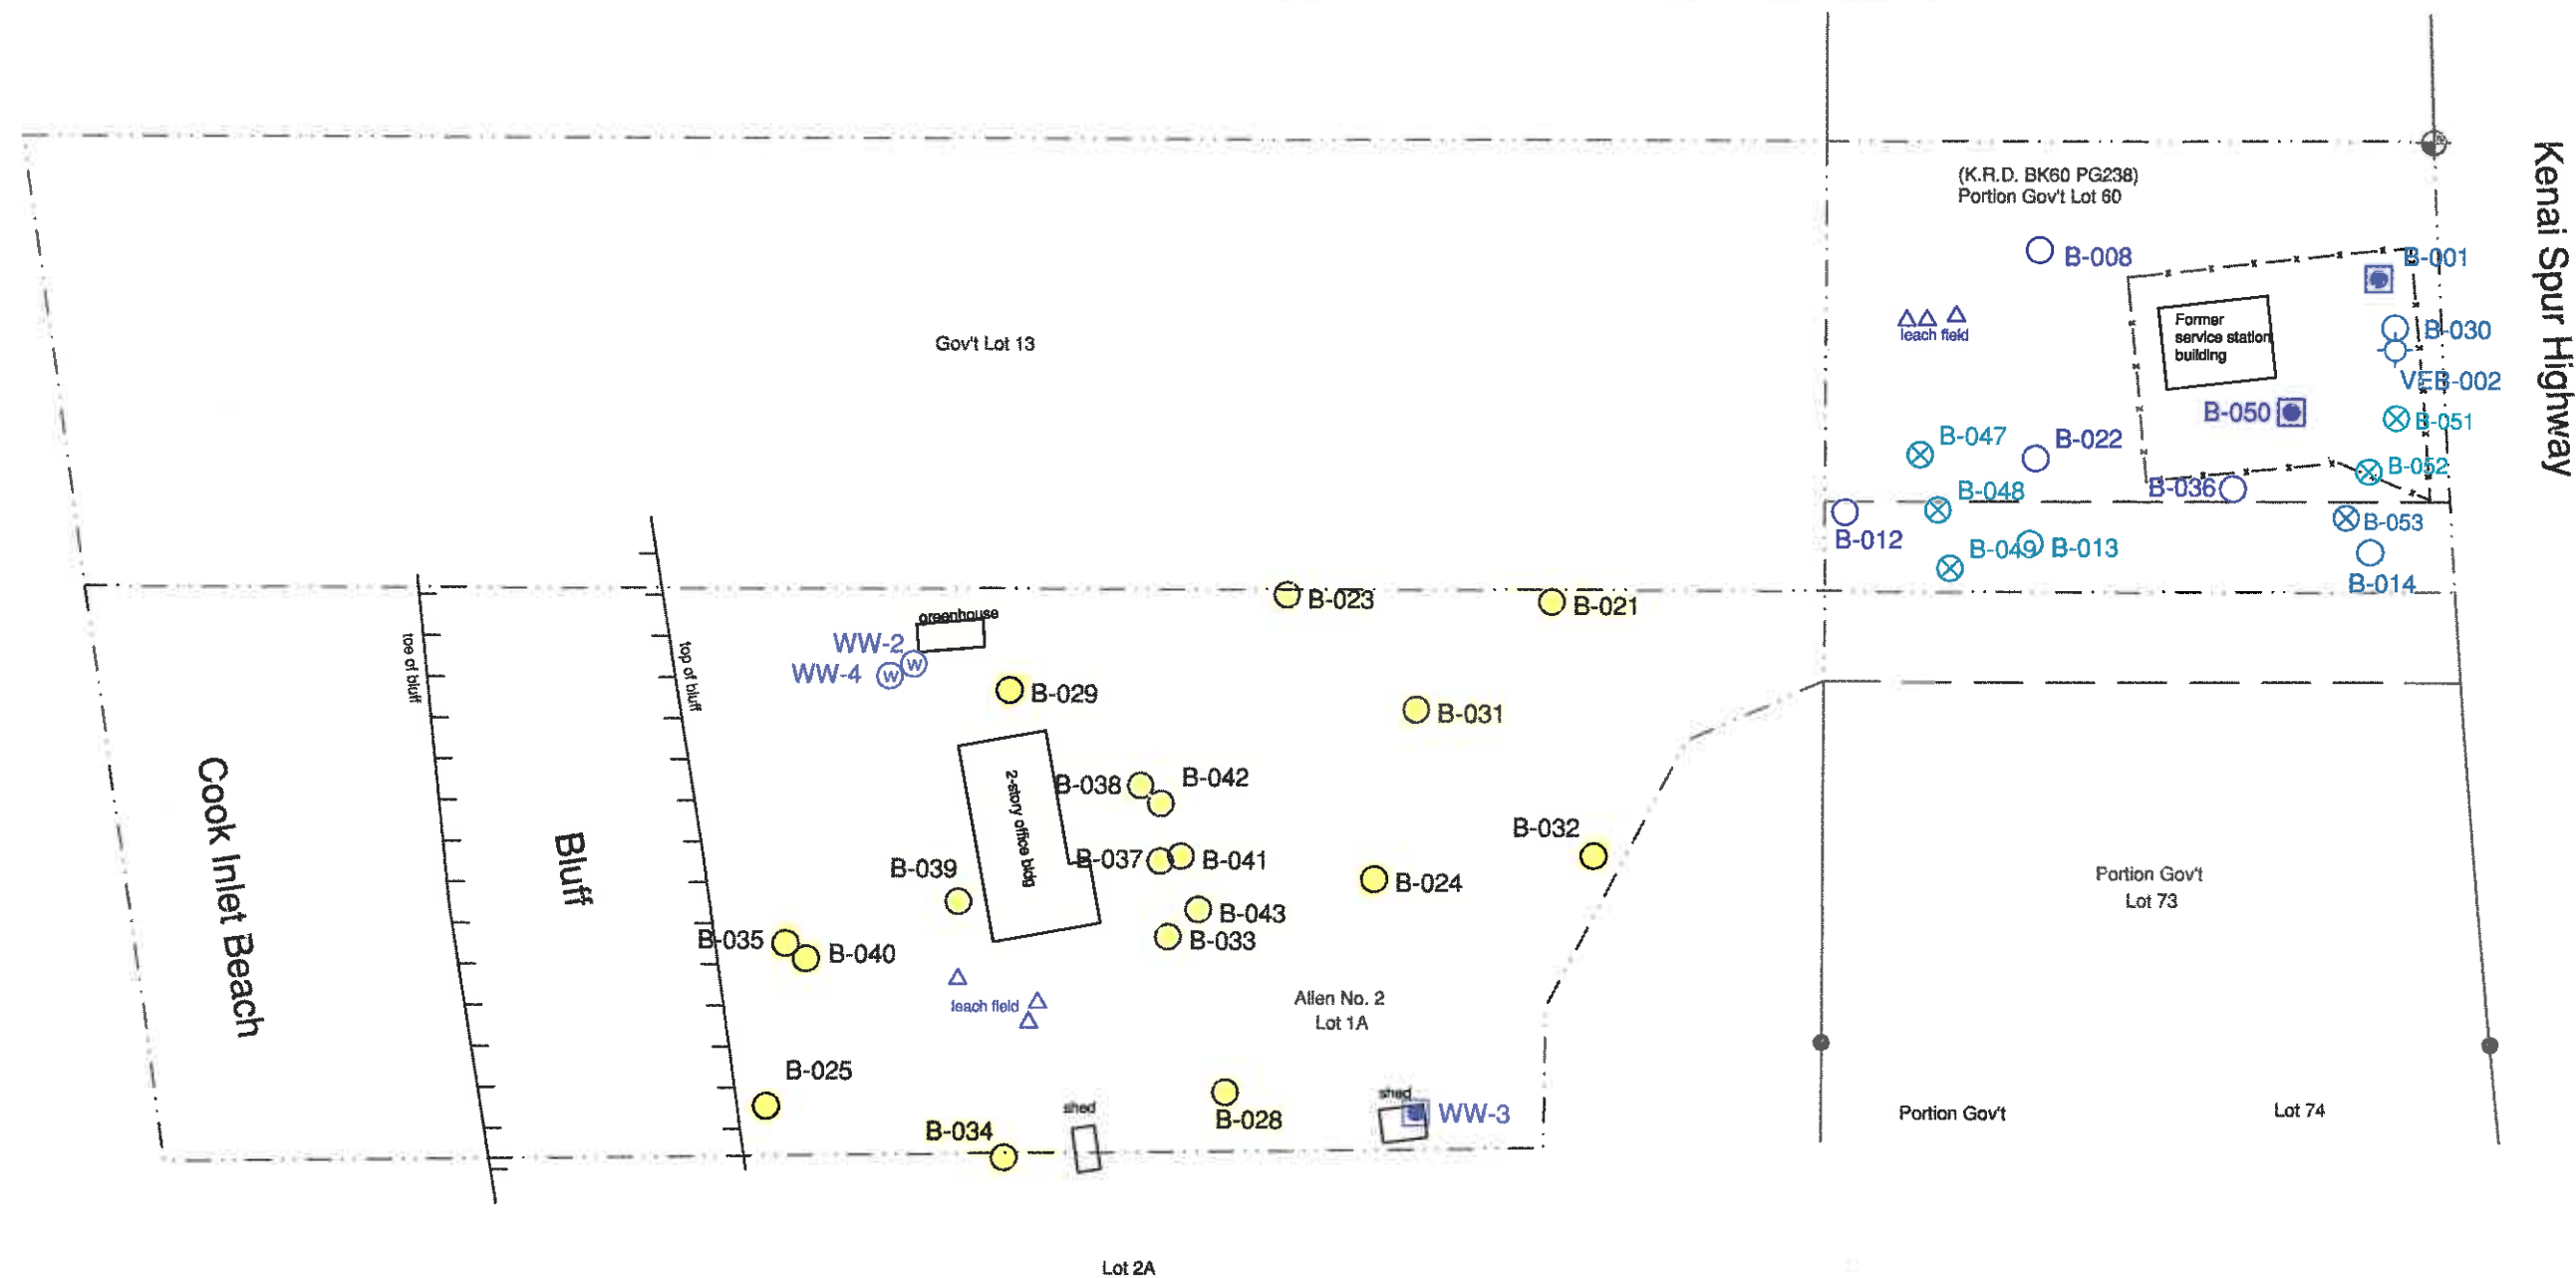 (K.R.D. BK60 PG238)
Portion Gov't Lot 60
Kenai Spur Highway
B-008
B-001
leach field
Former
service station
building
B-030
VEB-002
Gov't Lot 13
B-050
B-051
B-047
B-022
B-052
B-048
B-036
B-053
B-012
B-049
B-013
B-014
B-023
B-021
greenhouse
WW-2
W
WW-4
W
toe of bluff
top of bluff
B-029
B-031
B-038
B-042
2-story office bldg
B-032
B-037
B-041
B-039
B-024
Cook Inlet Beach
Bluff
Portion Gov't
Lot 73
B-043
B-033
B-035
B-040
leach field
Allen No. 2
Lot 1A
B-025
B-034
shed
B-028
shed
WW-3
Portion Gov't
Lot 74
Lot 2A